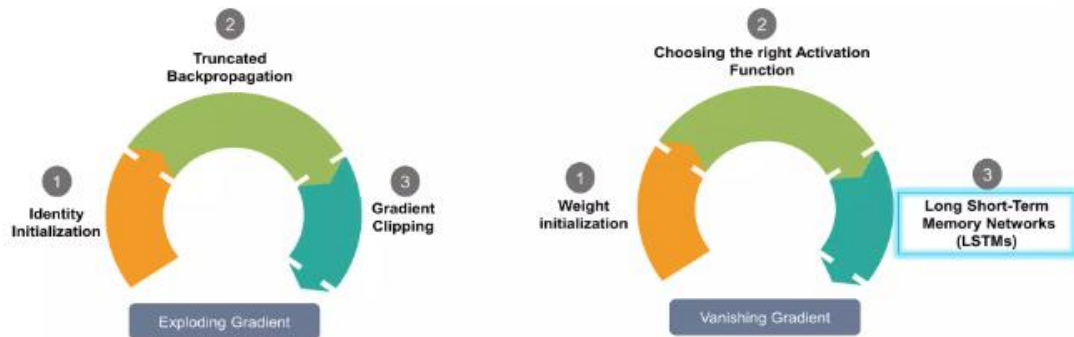 1
Identity
Initialization
2
Truncated
Backpropagation
3
Gradient
Clipping
Exploding Gradient
1
Weight
initialization
2
Choosing the right Activation
Function
3
Long Short-Term
Memory Networks
(LSTMs)
Vanishing Gradient